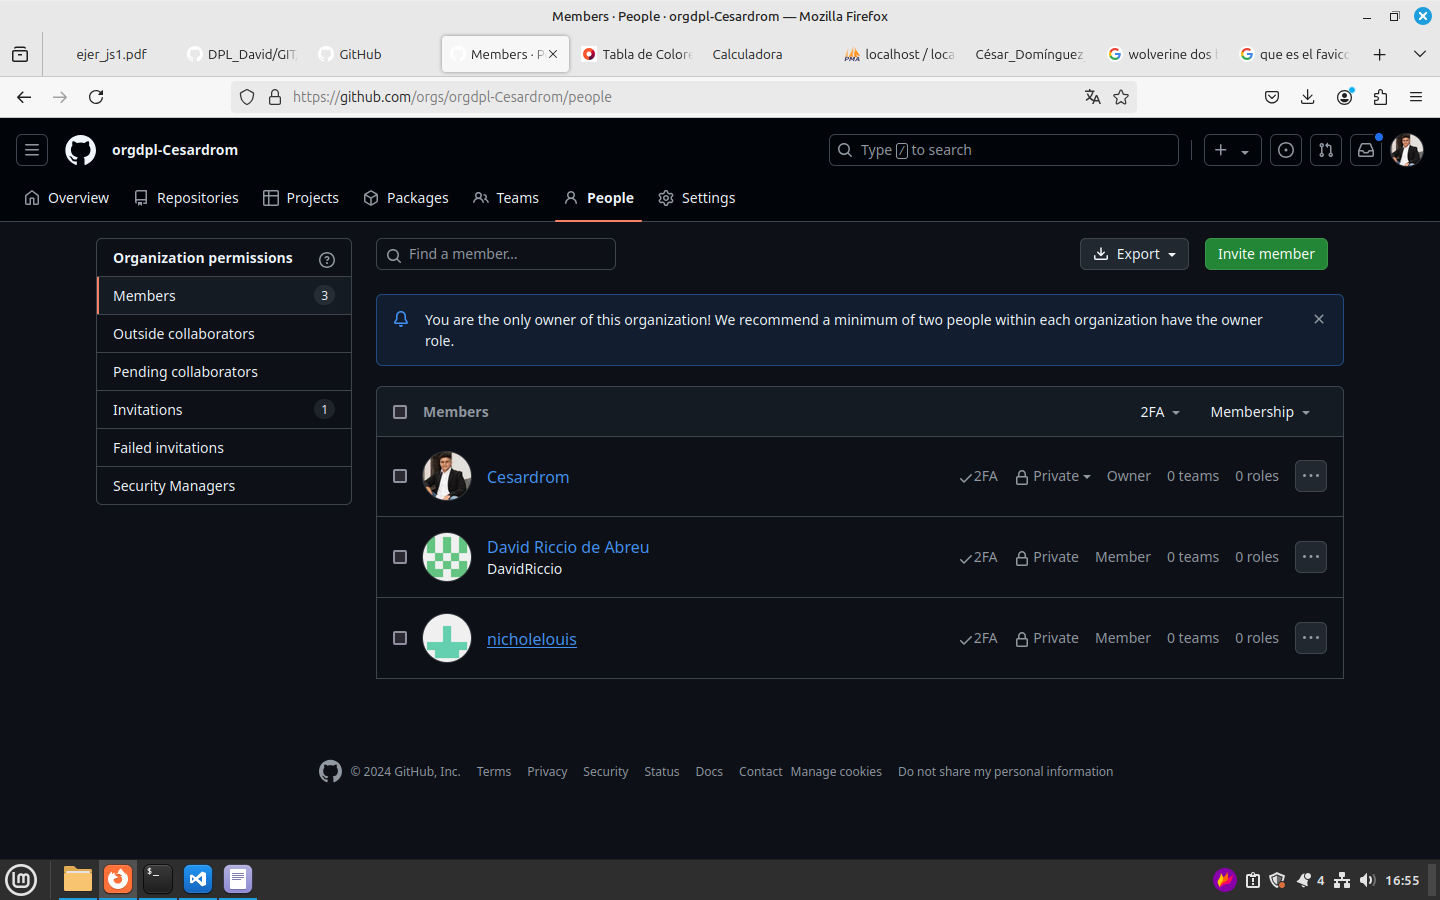 Members · People · orgdpl-Cesardrom — Mozilla Firefox
ejer_js1.pdf
DPL_David/GIT
GitHub
Members · P
Tabla de Colore
Calculadora
localhost / loca
César_Domínguez
wolverine dos
que es el favico
https://github.com/orgs/orgdpl-Cesardrom/people
orgdpl-Cesardrom
Type / to search
Overview
Repositories
Projects
Packages
Teams
People
Settings
Organization permissions
Members 3
Outside collaborators
Pending collaborators
Invitations 1
Failed invitations
Security Managers
Find a member...
Export
Invite member
You are the only owner of this organization! We recommend a minimum of two people within each organization have the owner
role.
Members 2FA Membership
Cesardrom 2FA Private Owner 0 teams 0 roles
David Riccio de Abreu
DavidRiccio
2FA Private Member 0 teams 0 roles
nicholelouis 2FA Private Member 0 teams 0 roles
© 2024 GitHub, Inc. Terms Privacy Security Status Docs Contact Manage cookies Do not share my personal information
4 16:55